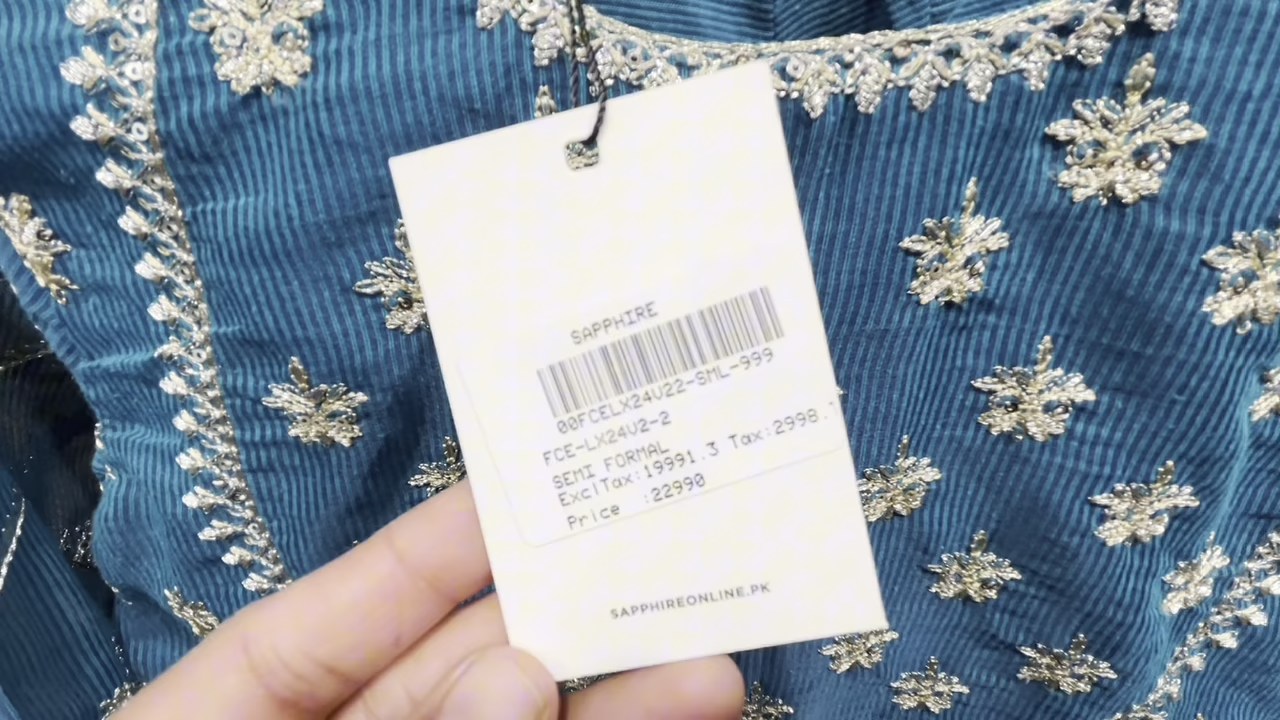 SAPPHIRE
00FCELX24V22-SML-999
FCE-LX24V2-2
SEMI FORMAL
ExclTax:19991.3 Tax:2998.
Price :22990
SAPPHIREONLINE.PK